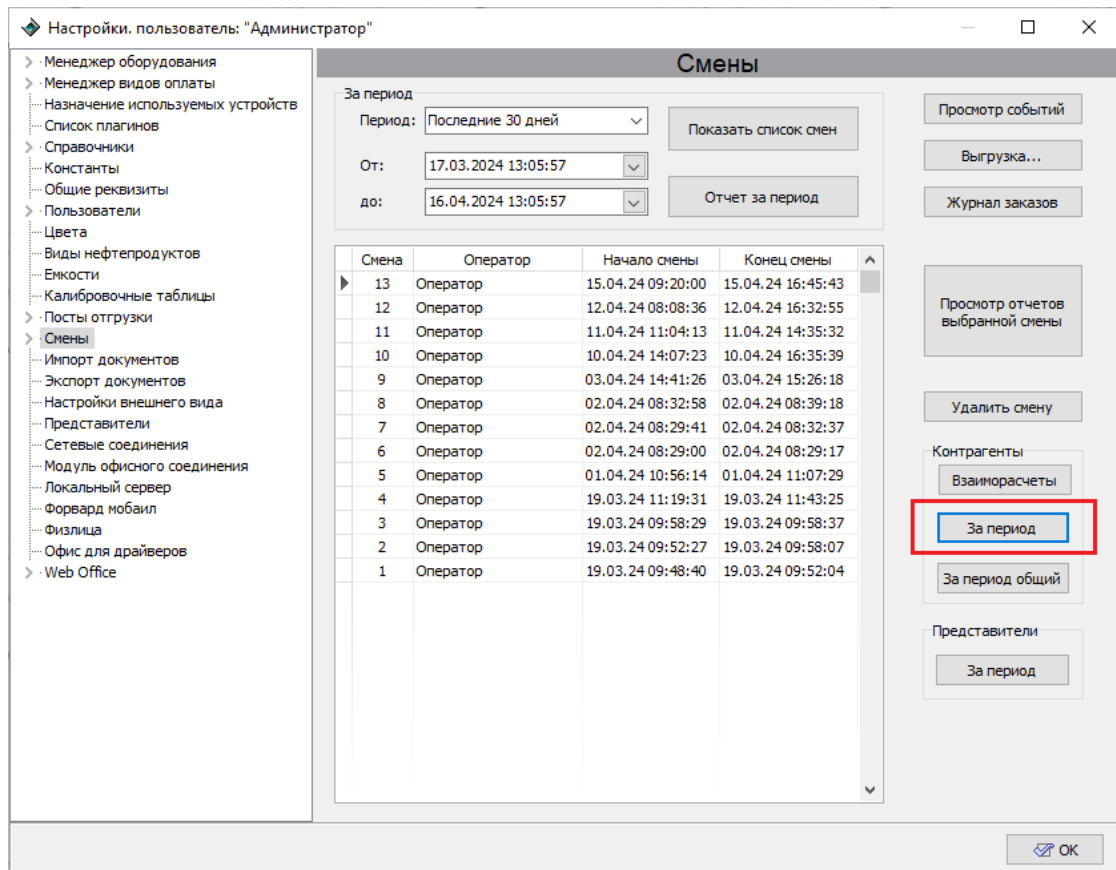 Настройки. пользователь: "Администратор"
Менеджер оборудования
Менеджер видов оплаты
Назначение используемых устройств
Список плагинов
Справочники
Константы
Общие реквизиты
Пользователи
Цвета
Виды нефтепродуктов
Емкости
Калибровочные таблицы
Посты отгрузки
Смены
Импорт документов
Экспорт документов
Настройки внешнего вида
Представители
Сетевые соединения
Модуль офисного соединения
Локальный сервер
Форвард мобаил
Физлица
Офис для драйверов
Web Office
Смены
За период
Период: Последние 30 дней
Показать список смен
От: 17.03.2024 13:05:57
до: 16.04.2024 13:05:57
Отчет за период
Смена Оператор Начало смены Конец смены
13 Оператор 15.04.24 09:20:00 15.04.24 16:45:43
12 Оператор 12.04.24 08:08:36 12.04.24 16:32:55
11 Оператор 11.04.24 11:04:13 11.04.24 14:35:32
10 Оператор 10.04.24 14:07:23 10.04.24 16:35:39
9 Оператор 03.04.24 14:41:26 03.04.24 15:26:18
8 Оператор 02.04.24 08:32:58 02.04.24 08:39:18
7 Оператор 02.04.24 08:29:41 02.04.24 08:32:37
6 Оператор 02.04.24 08:29:00 02.04.24 08:29:17
5 Оператор 01.04.24 10:56:14 01.04.24 11:07:29
4 Оператор 19.03.24 11:19:31 19.03.24 11:43:25
3 Оператор 19.03.24 09:58:29 19.03.24 09:58:37
2 Оператор 19.03.24 09:52:27 19.03.24 09:58:07
1 Оператор 19.03.24 09:48:40 19.03.24 09:52:04
Просмотр событий
Выгрузка...
Журнал заказов
Просмотр отчетов
выбранной смены
Удалить смену
Контрагенты
Взаиморасчеты
За период
За период общий
Представители
За период
OK